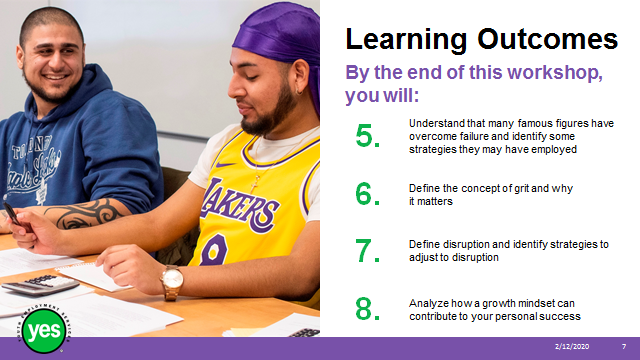 Learning Outcomes
By the end of this workshop,
you will:
5.
Understand that many famous figures have
overcome failure and identify some
strategies they may have employed
6.
Define the concept of grit and why
it matters
7.
Define disruption and identify strategies to
adjust to disruption
8.
Analyze how a growth mindset can
contribute to your personal success
LAKERS
YOUTH EMPLOYMENT SERVICES
yes
2/12/2020
7